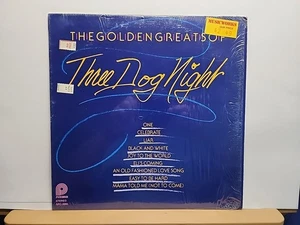 THE GOLDEN GREATS OF
Three Dog Night
ONE
CELEBRATE
LIAR
BLACK AND WHITE
JOY TO THE WORLD
ELI'S COMING
AN OLD FASHIONED LOVE SONG
EASY TO BE HARD
MAMA TOLD ME (NOT TO COME)